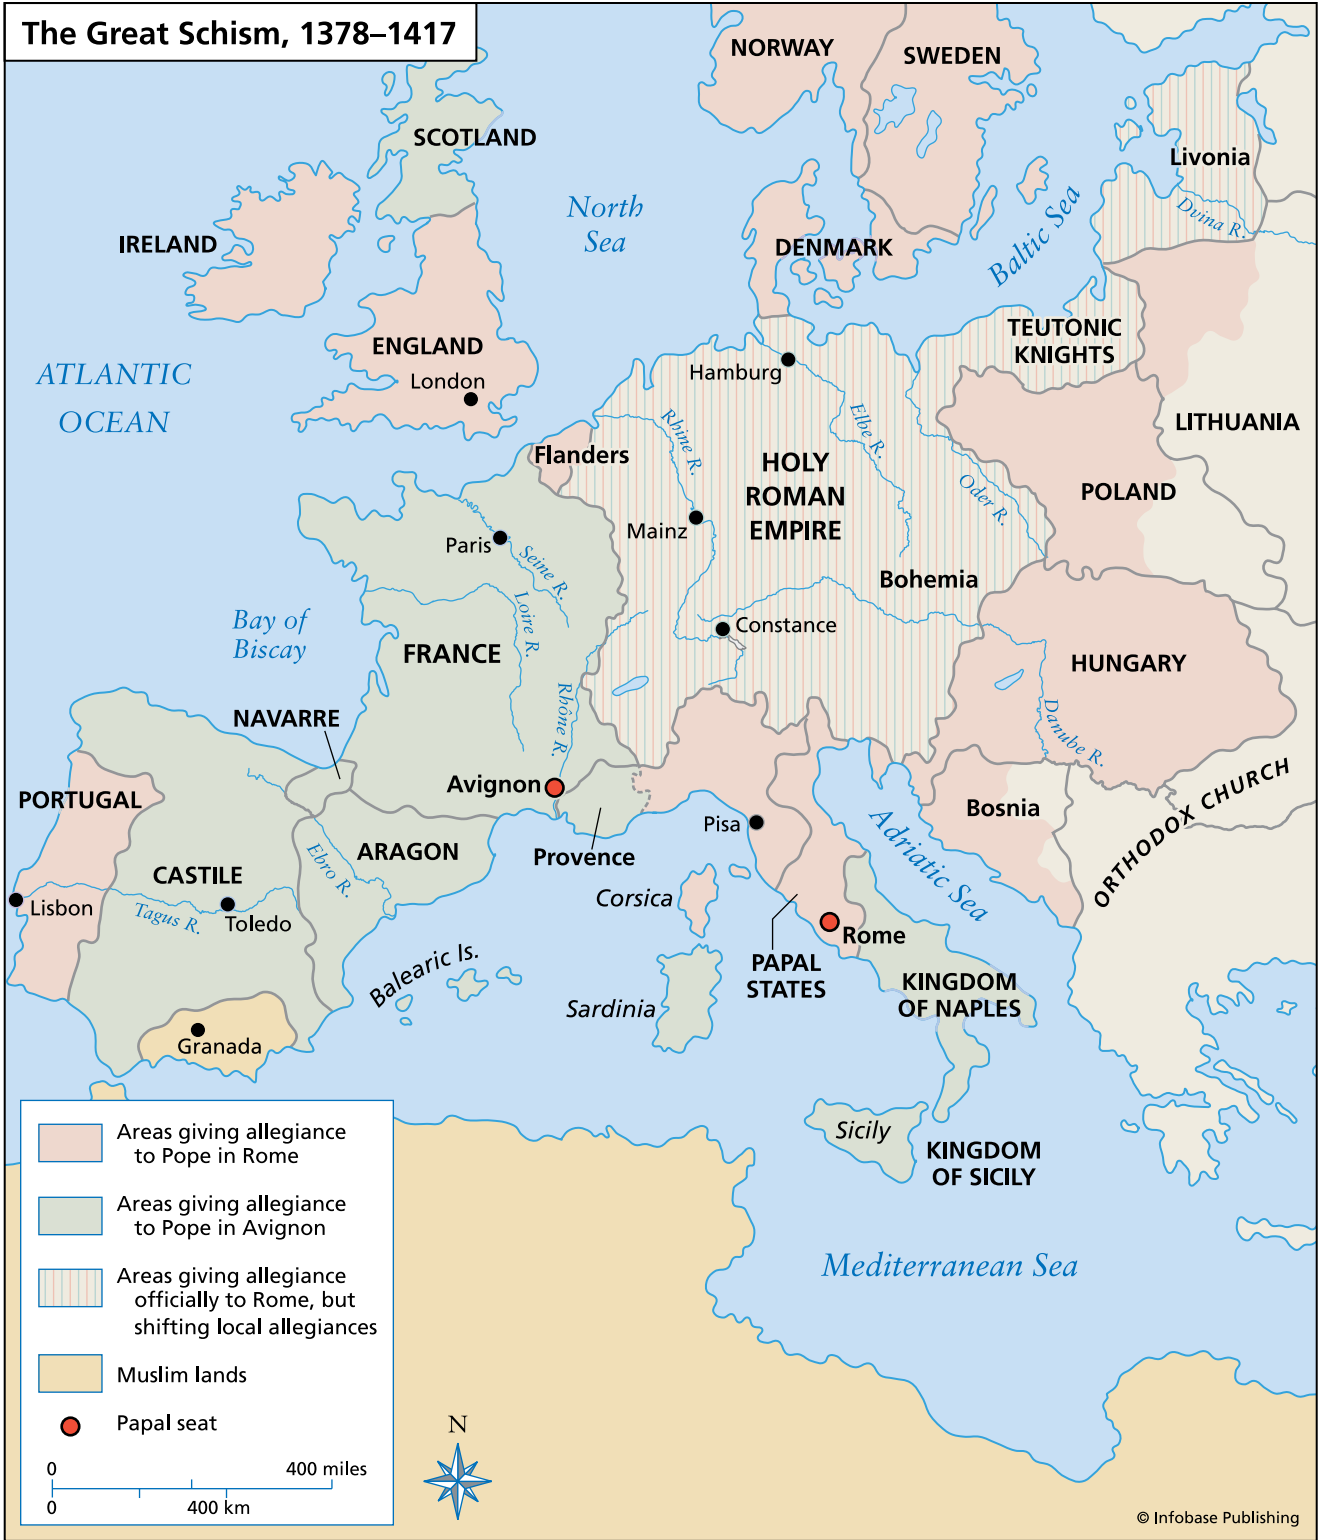 The Great Schism, 1378–1417
NORWAY
SWEDEN
SCOTLAND
Livonia
Dvina R.
North
Sea
Baltic Sea
IRELAND
DENMARK
TEUTONIC
KNIGHTS
ENGLAND
London
Hamburg
ATLANTIC
OCEAN
LITHUANIA
Rhine R.
Elbe R.
Flanders
HOLY
ROMAN
EMPIRE
Oder R.
POLAND
Mainz
Paris
Seine R.
Bohemia
Loire R.
Constance
Bay of
Biscay
FRANCE
HUNGARY
Rhône R.
Danube R.
NAVARRE
Avignon
PORTUGAL
Bosnia
ORTHODOX CHURCH
Pisa
Adriatic Sea
Provence
ARAGON
Ebro R.
CASTILE
Corsica
Lisbon
Tagus R.
Toledo
Rome
Balearic Is.
PAPAL
STATES
KINGDOM
OF NAPLES
Sardinia
Granada
Sicily
KINGDOM
OF SICILY
Mediterranean Sea
Areas giving allegiance
to Pope in Rome
Areas giving allegiance
to Pope in Avignon
Areas giving allegiance
officially to Rome, but
shifting local allegiances
Muslim lands
Papal seat
0 400 miles
0 400 km
N
© Infobase Publishing